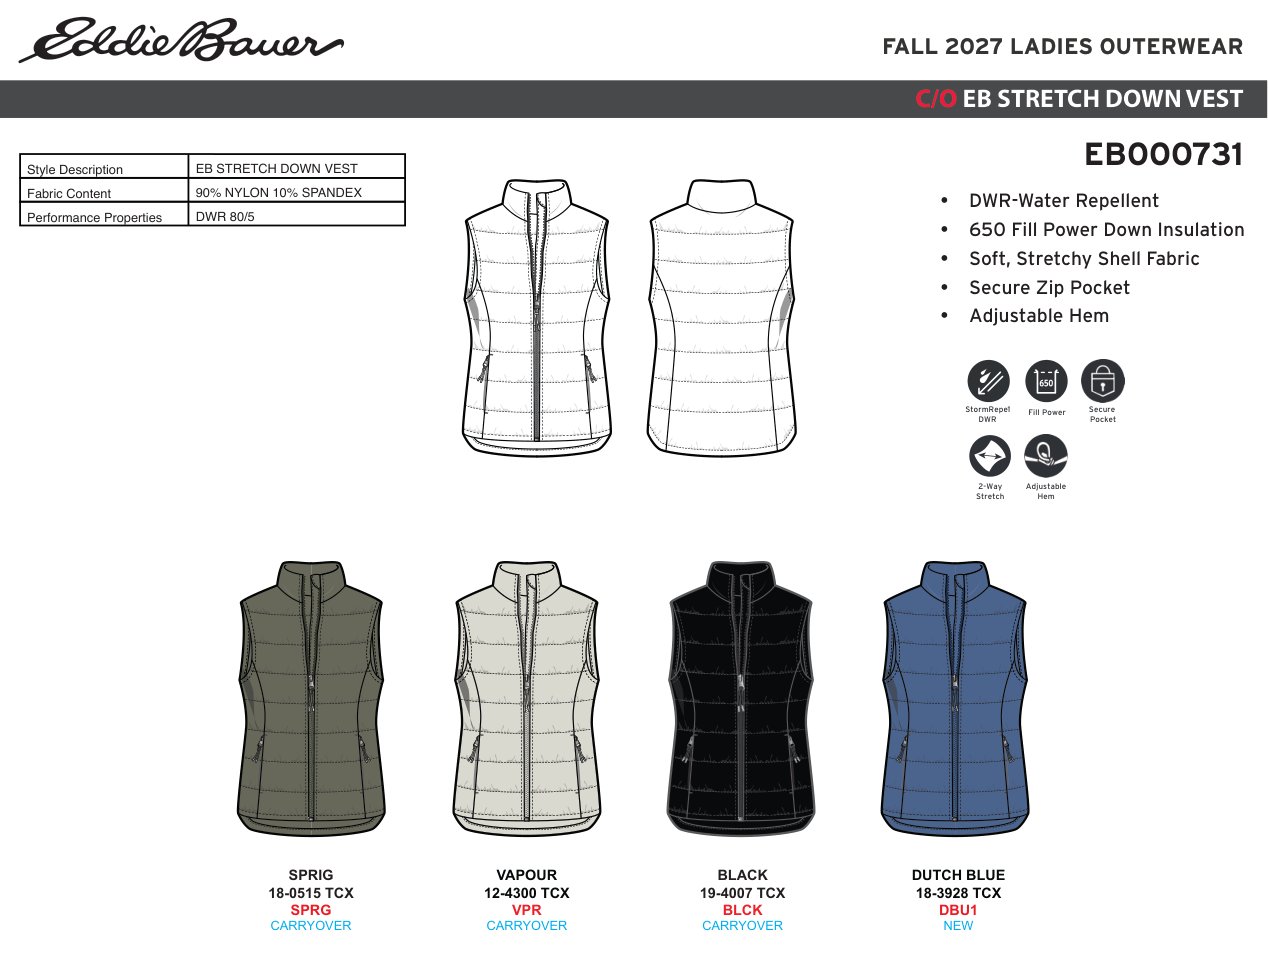 Eddie Bauer
FALL 2027 LADIES OUTERWEAR
C/O EB STRETCH DOWN VEST
EB000731
Style Description EB STRETCH DOWN VEST
Fabric Content 90% NYLON 10% SPANDEX
Performance Properties DWR 80/5
• DWR-Water Repellent
• 650 Fill Power Down Insulation
• Soft, Stretchy Shell Fabric
• Secure Zip Pocket
• Adjustable Hem
650
StormRepel
DWR
Fill Power
Secure
Pocket
2-Way
Stretch
Adjustable
Hem
SPRIG
18-0515 TCX
SPRG
CARRYOVER
VAPOUR
12-4300 TCX
VPR
CARRYOVER
BLACK
19-4007 TCX
BLCK
CARRYOVER
DUTCH BLUE
18-3928 TCX
DBU1
NEW